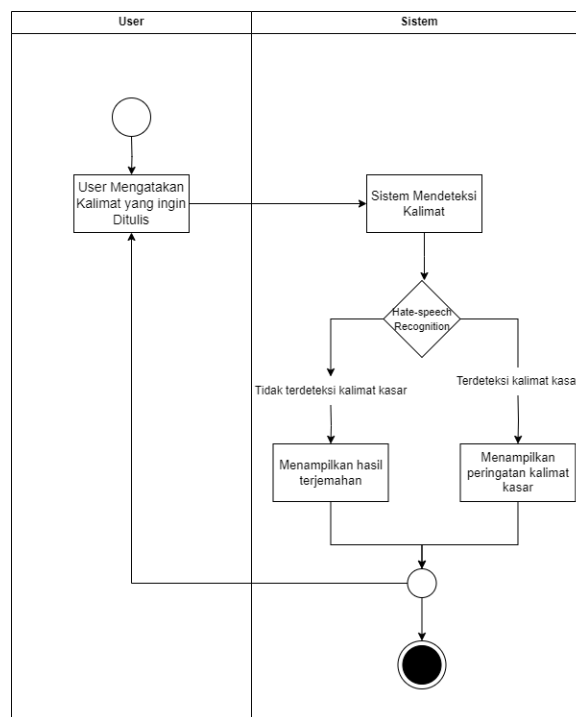 User
Sistem
User Mengatakan
Kalimat yang ingin
Ditulis
Sistem Mendeteksi
Kalimat
Hate-speech
Recognition
Tidak terdeteksi kalimat kasar
Terdeteksi kalimat kasa
Menampilkan hasil
terjemahan
Menampilkan
peringatan kalimat
kasar